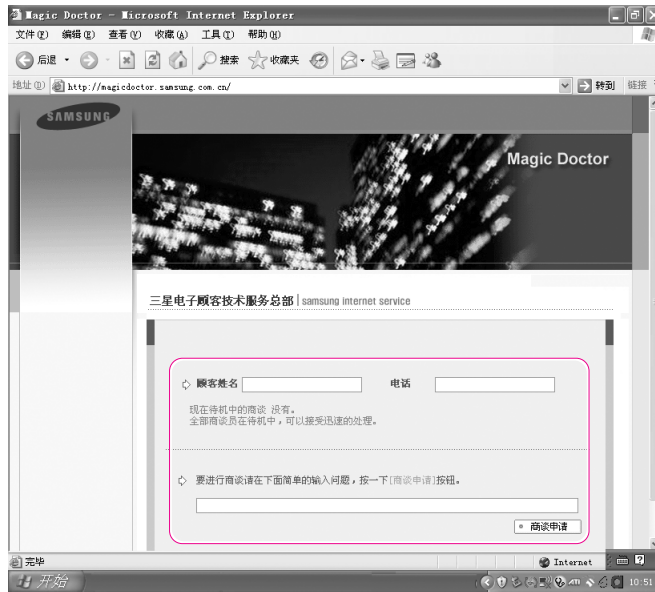 Magic Doctor - Microsoft Internet Explorer
文件(F) 编辑(E) 查看(V) 收藏(A) 工具(T) 帮助(H)
后退 搜索 收藏夹
地址(D) http://magicdoctor.samsung.com.cn/ 转到 链接
SAMSUNG
Magic Doctor
三星电子顾客技术服务总部 | samsung internet service
顾客姓名 电话
现在待机中的商谈 没有。
全部商谈员在待机中，可以接受迅速的处理。
要进行商谈请在下面简单的输入问题，按一下[商谈申请]按钮。
商谈申请
完毕 Internet
开始 10:51